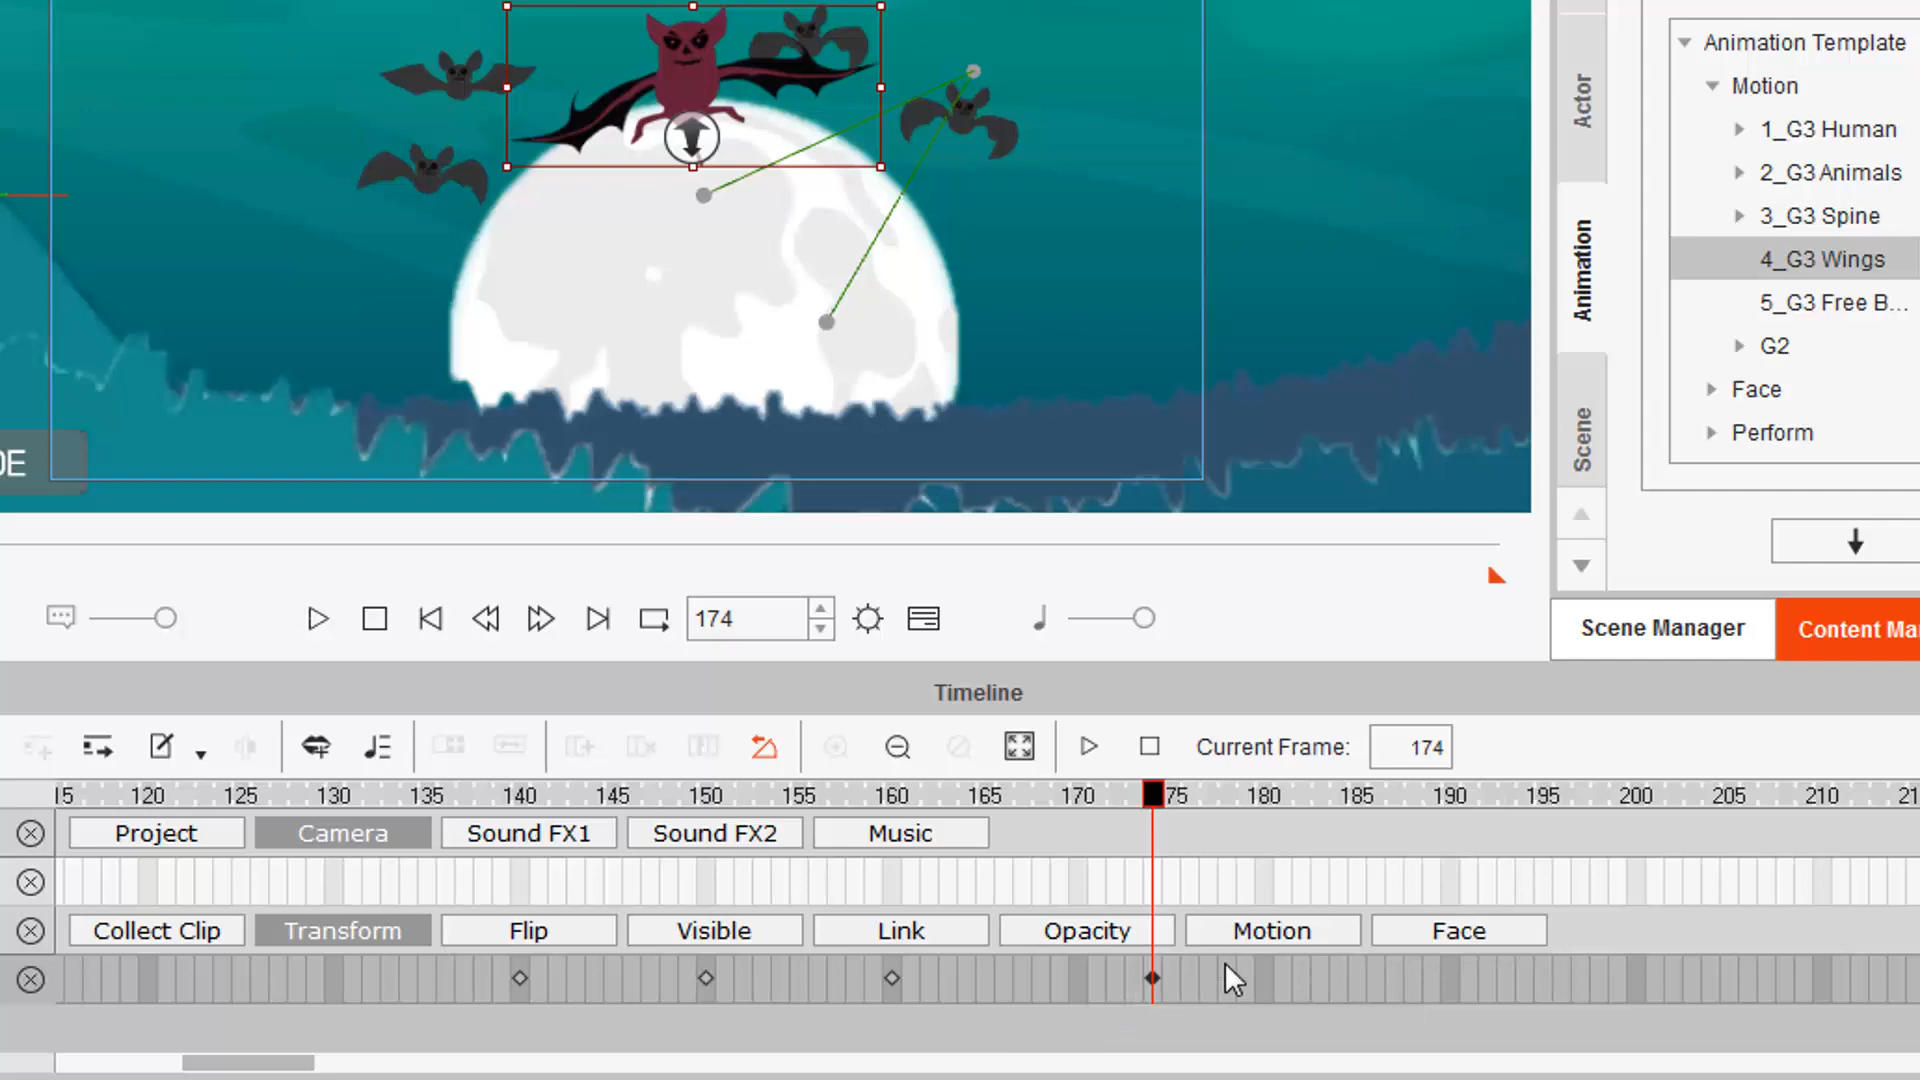 Animation Template
Motion
1_G3 Human
2_G3 Animals
3_G3 Spine
4_G3 Wings
5_G3 Free B...
G2
Face
Perform
Actor
Animation
Scene
DE
174
Scene Manager
Content Ma
Timeline
Current Frame: 174
15 120 125 130 135 140 145 150 155 160 165 170 75 180 185 190 195 200 205 210 21
Project Camera Sound FX1 Sound FX2 Music
Collect Clip Transform Flip Visible Link Opacity Motion Face